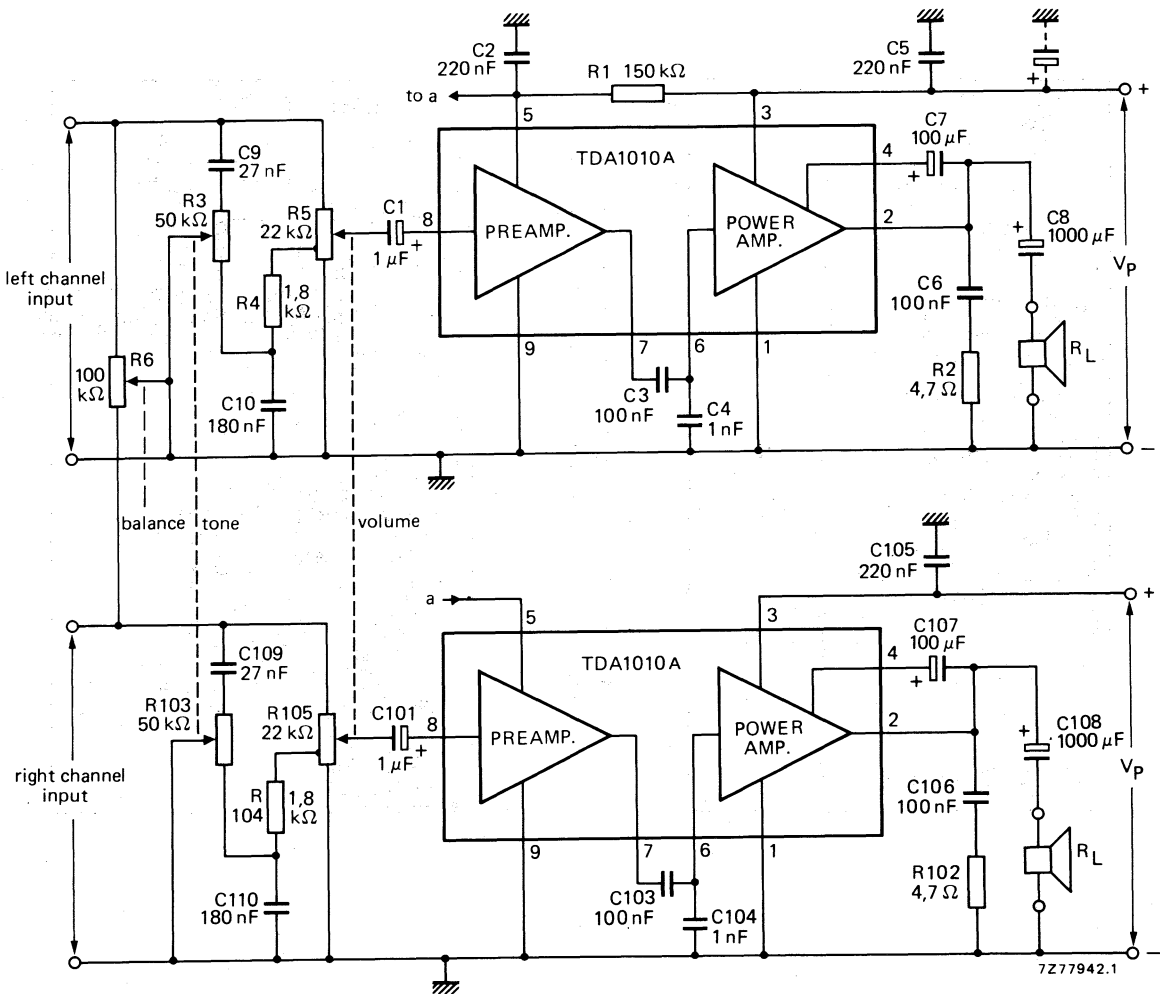 C2
220 nF
R1 150 kΩ
C5
220 nF
+
to a
5
3
+
C9
27 nF
R3
50 kΩ
R5
22 kΩ
C1
1 µF
+
8
TDA1010A
PREAMP.
POWER
AMP.
4
2
C7
100 µF
+
+
C8
1000 µF
VP
left channel
input
R4
1,8
kΩ
R6
100
kΩ
C10
180 nF
9
7
6
1
C3
100 nF
C4
1 nF
C6
100 nF
R2
4,7 Ω
RL
−
balance
tone
volume
C105
220 nF
a
5
3
+
C109
27 nF
R103
50 kΩ
R105
22 kΩ
C101
1 µF
+
8
TDA1010A
PREAMP.
POWER
AMP.
4
2
C107
100 µF
+
+
C108
1000 µF
VP
right channel
input
R
104
1,8
kΩ
C110
180 nF
9
7
6
1
C103
100 nF
C104
1 nF
C106
100 nF
R102
4,7 Ω
RL
−
7Z77942.1